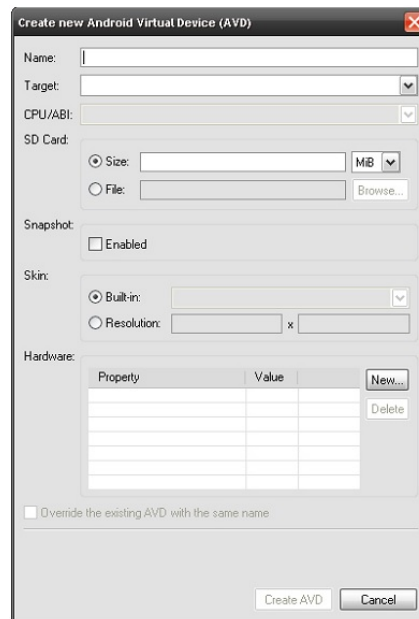 Create new Android Virtual Device (AVD)
Name:
Target:
CPU/ABI:
SD Card:
Size:
MiB
File:
Browse...
Snapshot:
Enabled
Skin:
Built-in:
Resolution:
x
Hardware:
Property Value
New...
Delete
Override the existing AVD with the same name
Create AVD Cancel